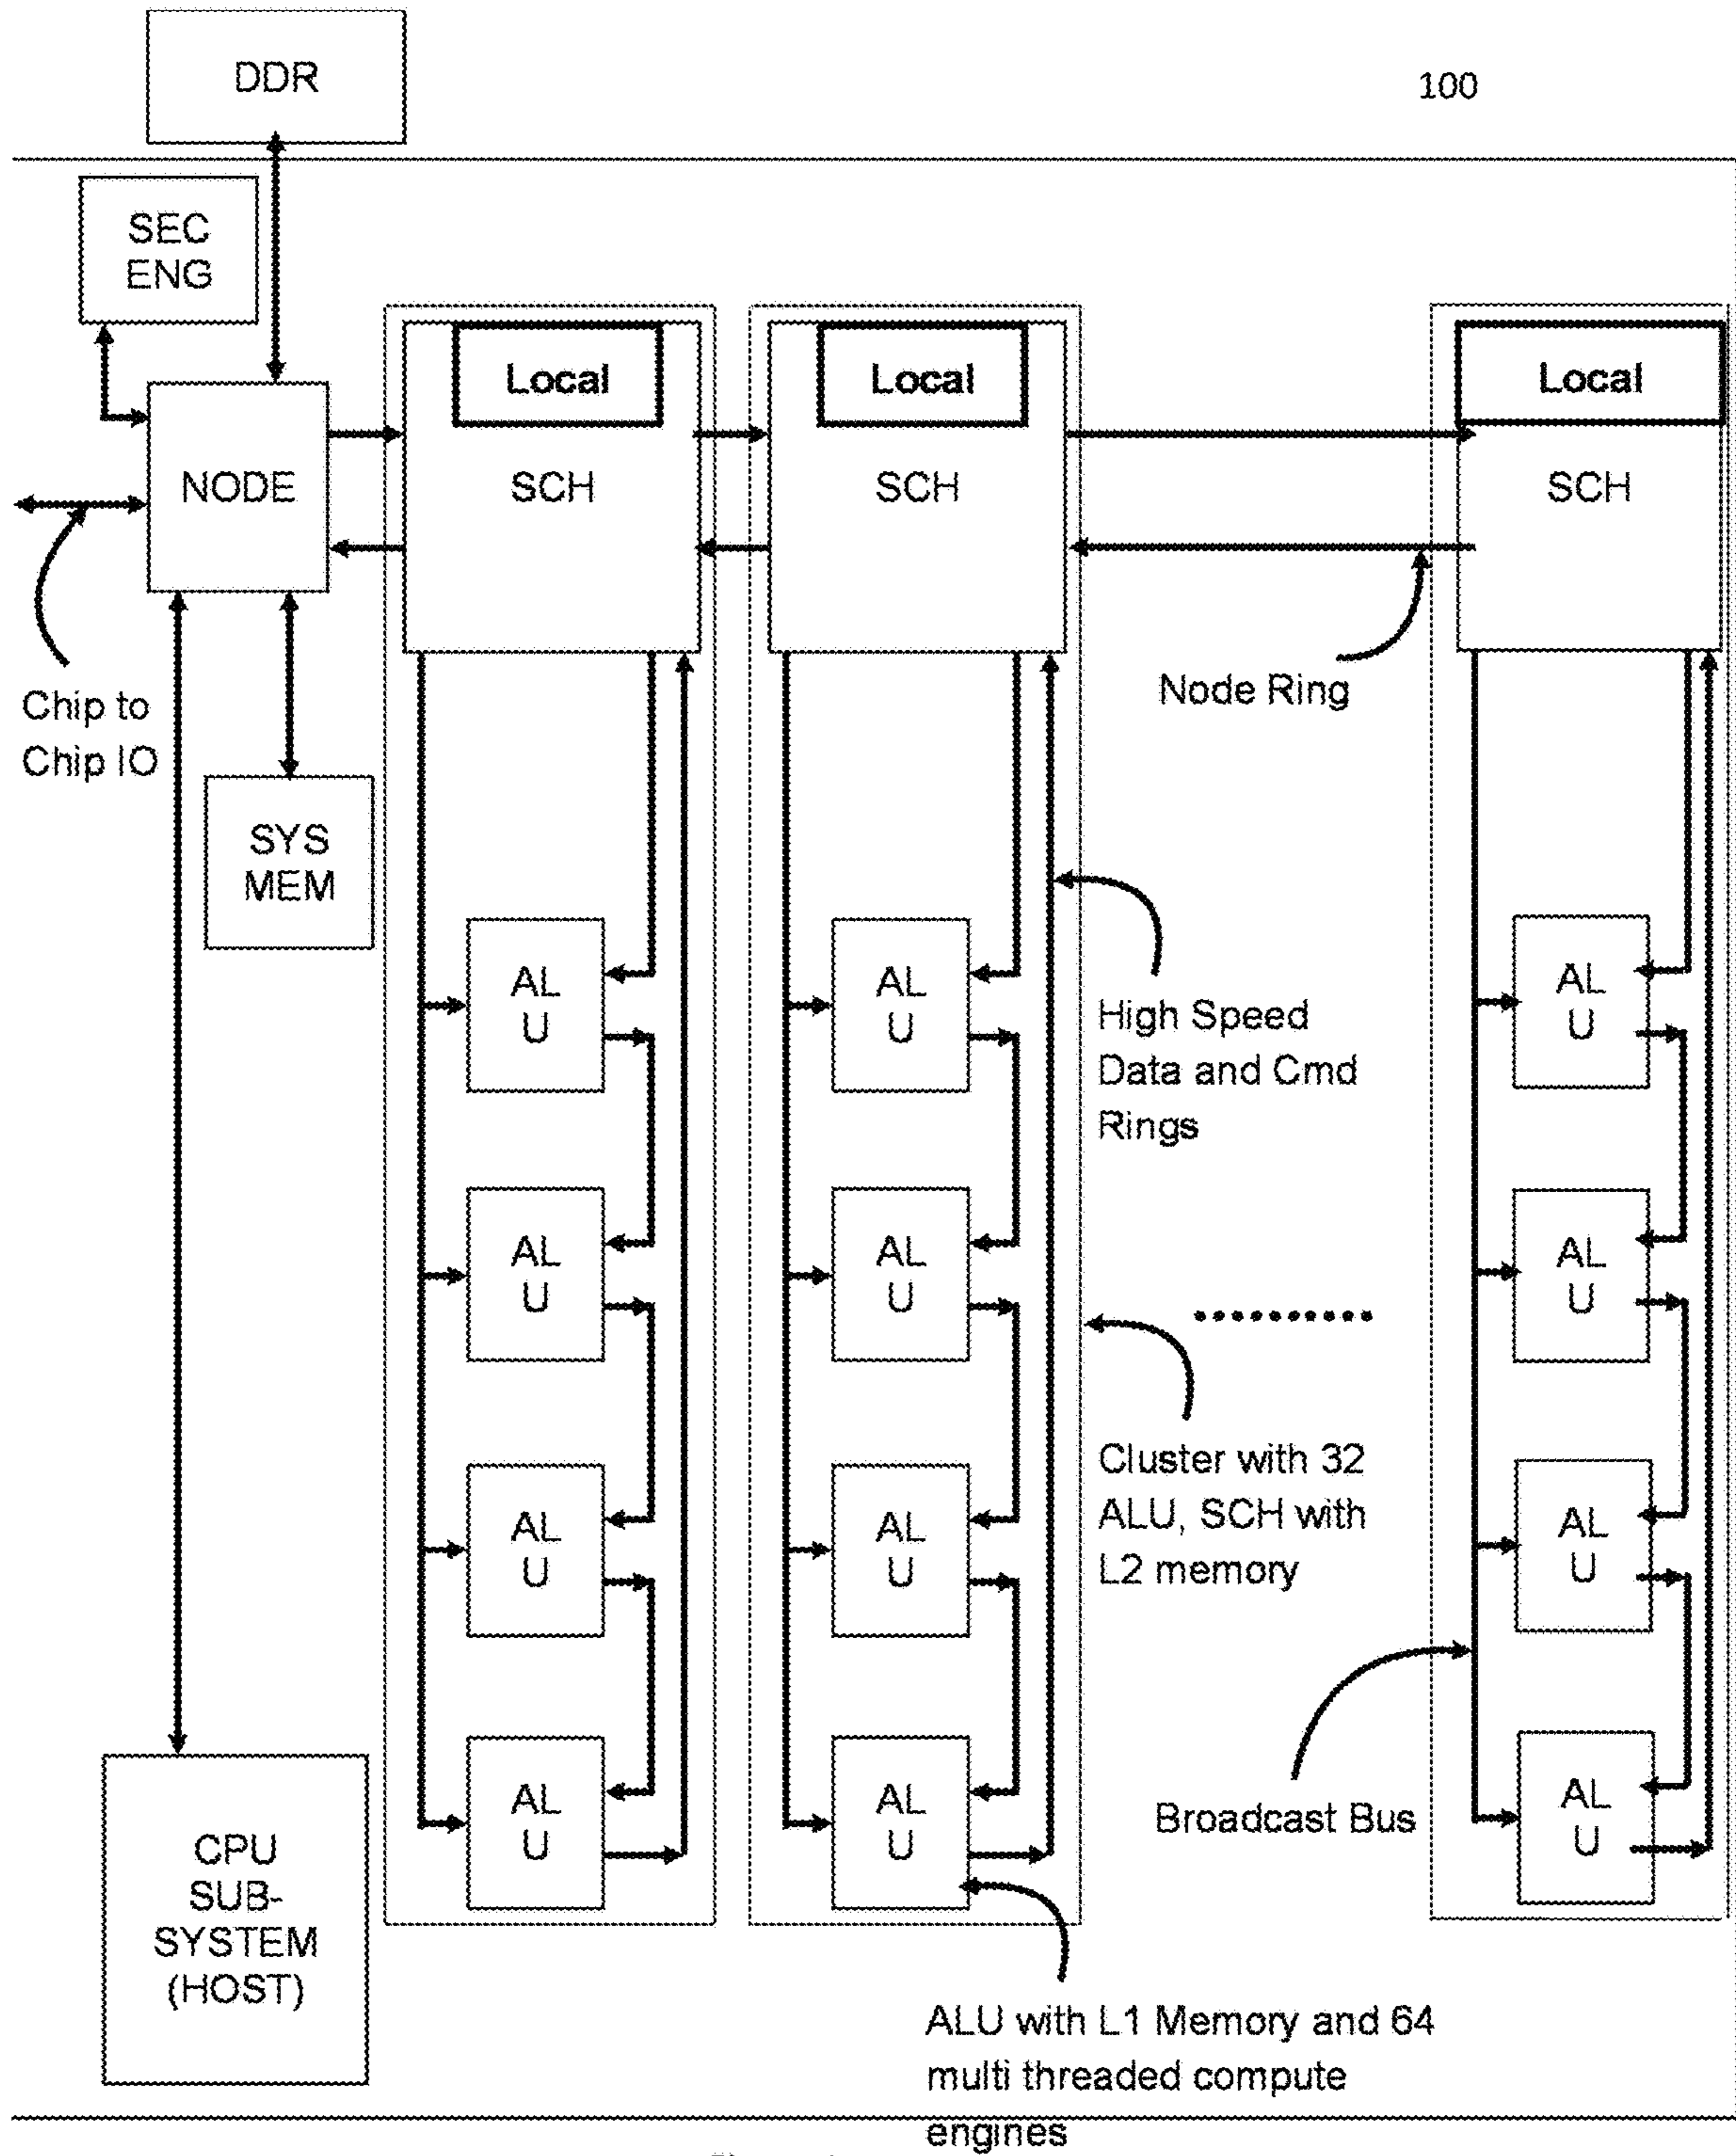 DDR
100
SEC
ENG
Local
Local
Local
NODE
SCH
SCH
SCH
Chip to
Chip IO
Node Ring
SYS
MEM
AL
U
AL
U
AL
U
High Speed
Data and Cmd
Rings
AL
U
AL
U
AL
U
Cluster with 32
ALU, SCH with
L2 memory
AL
U
AL
U
AL
U
Broadcast Bus
AL
U
AL
U
AL
U
CPU
SUB-
SYSTEM
(HOST)
ALU with L1 Memory and 64
multi threaded compute
engines